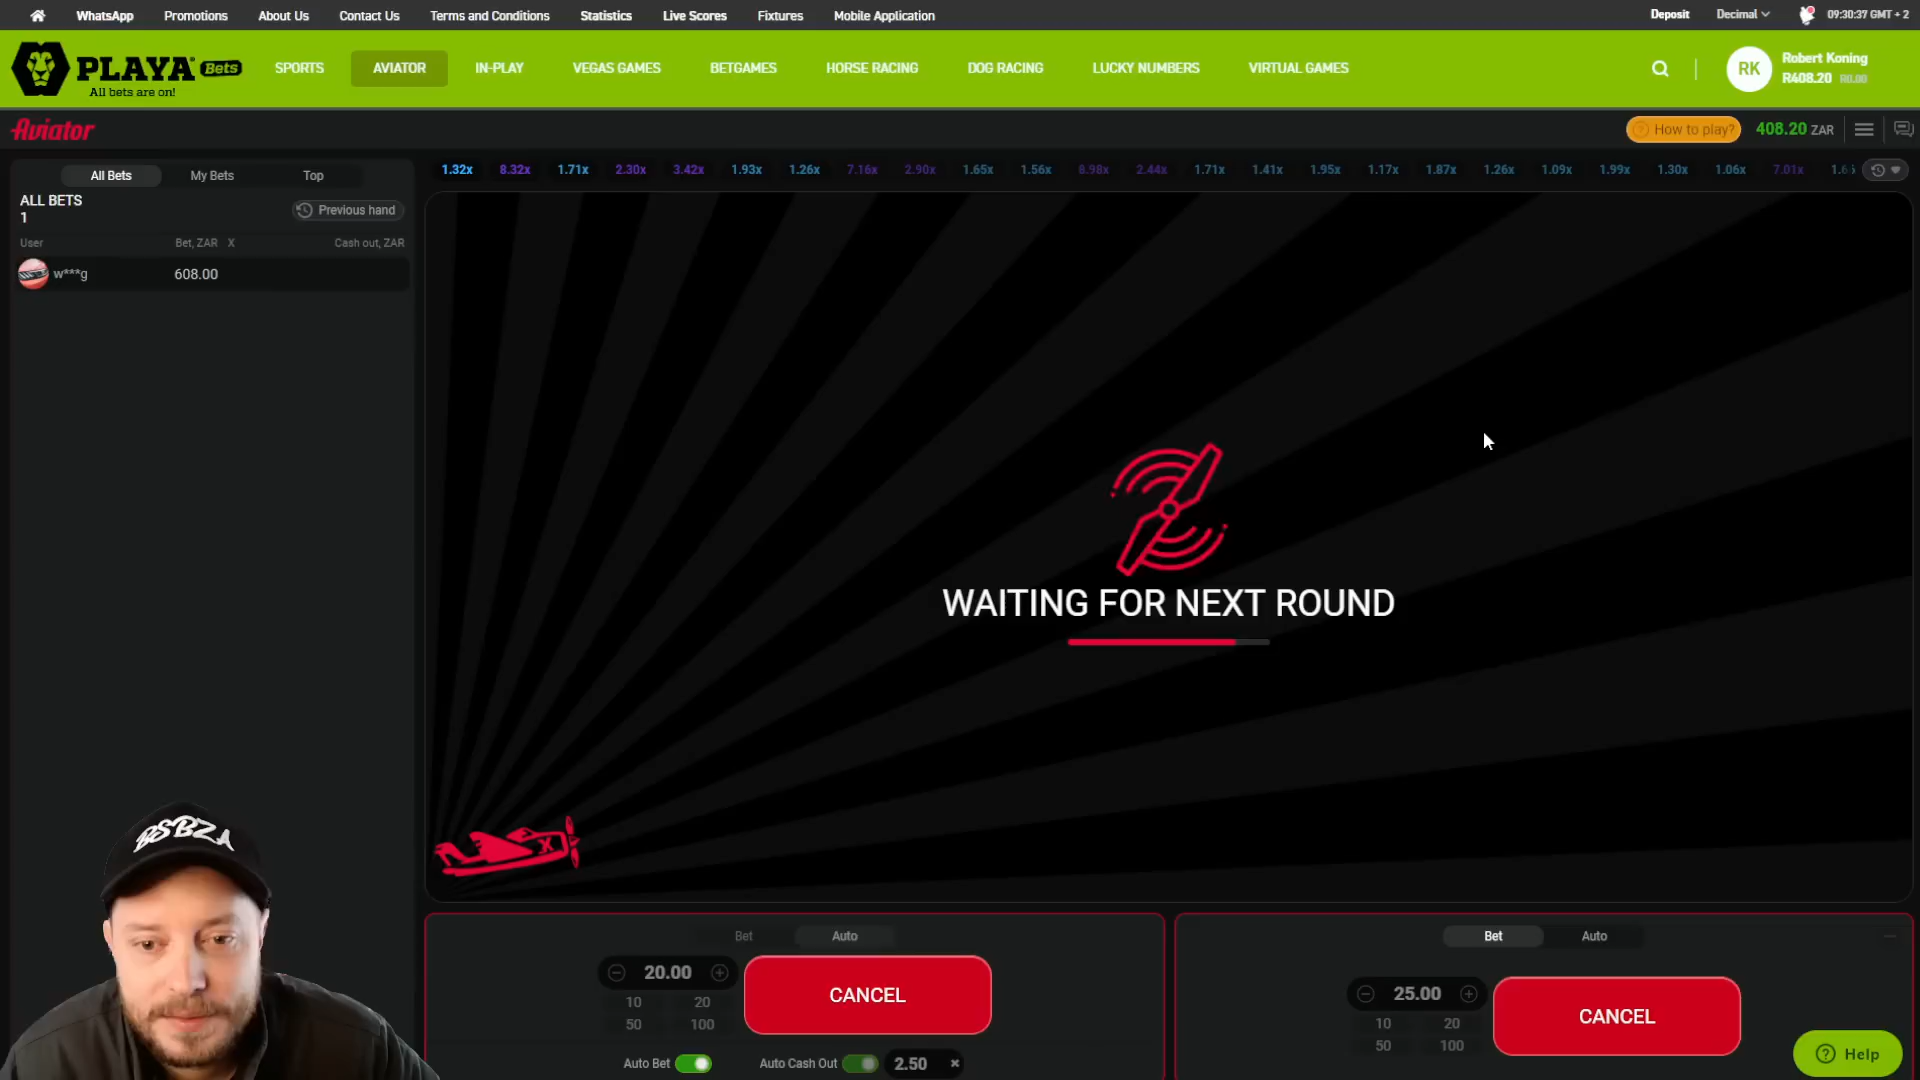 WhatsApp Promotions About Us Contact Us Terms and Conditions Statistics Live Scores Fixtures Mobile Application Deposit Decimal 09:30:37 GMT + 2
PLAYA Bets
All bets are on!
SPORTS AVIATOR IN-PLAY VEGAS GAMES BETGAMES HORSE RACING DOG RACING LUCKY NUMBERS VIRTUAL GAMES
RK
Robert Koning
R408.20 R0.00
Aviator
? How to play? 408.20 ZAR
All Bets My Bets Top
1.32x 8.32x 1.71x 2.30x 3.42x 1.93x 1.26x 7.16x 2.90x 1.65x 1.56x 8.98x 2.44x 1.71x 1.41x 1.95x 1.17x 1.87x 1.26x 1.09x 1.99x 1.30x 1.06x 7.01x
ALL BETS
1
Previous hand
User Bet, ZAR X Cash out, ZAR
w***g 608.00
WAITING FOR NEXT ROUND
X
BSBZA
Bet Auto
20.00
10 20
50 100
CANCEL
Auto Bet Auto Cash Out 2.50
Bet Auto
25.00
10 20
50 100
CANCEL
? Help